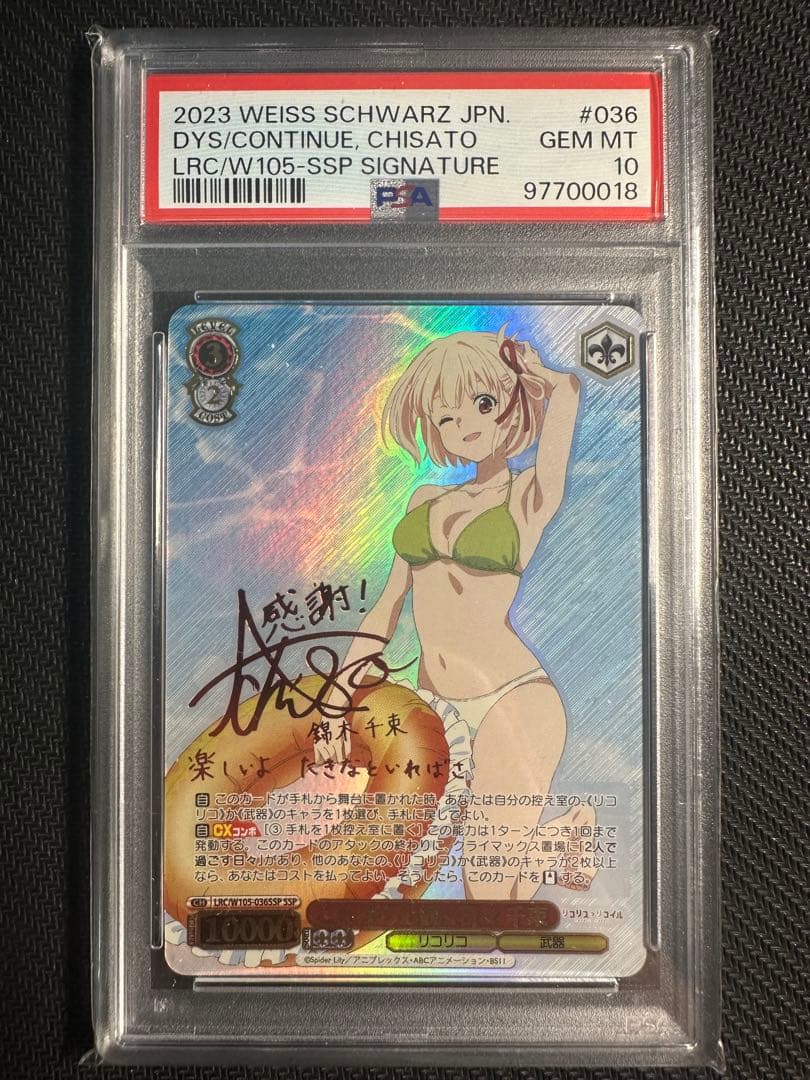 2023 WEISS SCHWARZ JPN. #036
DYS/CONTINUE, CHISATO GEM MT
LRC/W105-SSP SIGNATURE 10
97700018
PSA
LEVEL
3
2
COST
感謝!
錦木千束
楽しいよ たきなといればさ
自 このカードが手札から舞台に置かれた時、あなたは自分の控え室の、《リコ
リコ》か《武器》のキャラを1枚選び、手札に戻してよい。
自 CXコンボ [③ 手札を1枚控え室に置く] この能力は1ターンにつき1回まで
発動する。このカードのアタックの終わりに、クライマックス置場に「2人で
過ごす日々」があり、他のあなたの、《リコリコ》か《武器》のキャラが2枚以上
なら、あなたはコストを払ってよい。そうしたら、このカードを する。
CH LRC/W105-036SSP SSP
リコリス・リコイル
10000
リコリコ 武器
©Spider Lily/アニプレックス・ABCアニメーション・BS11